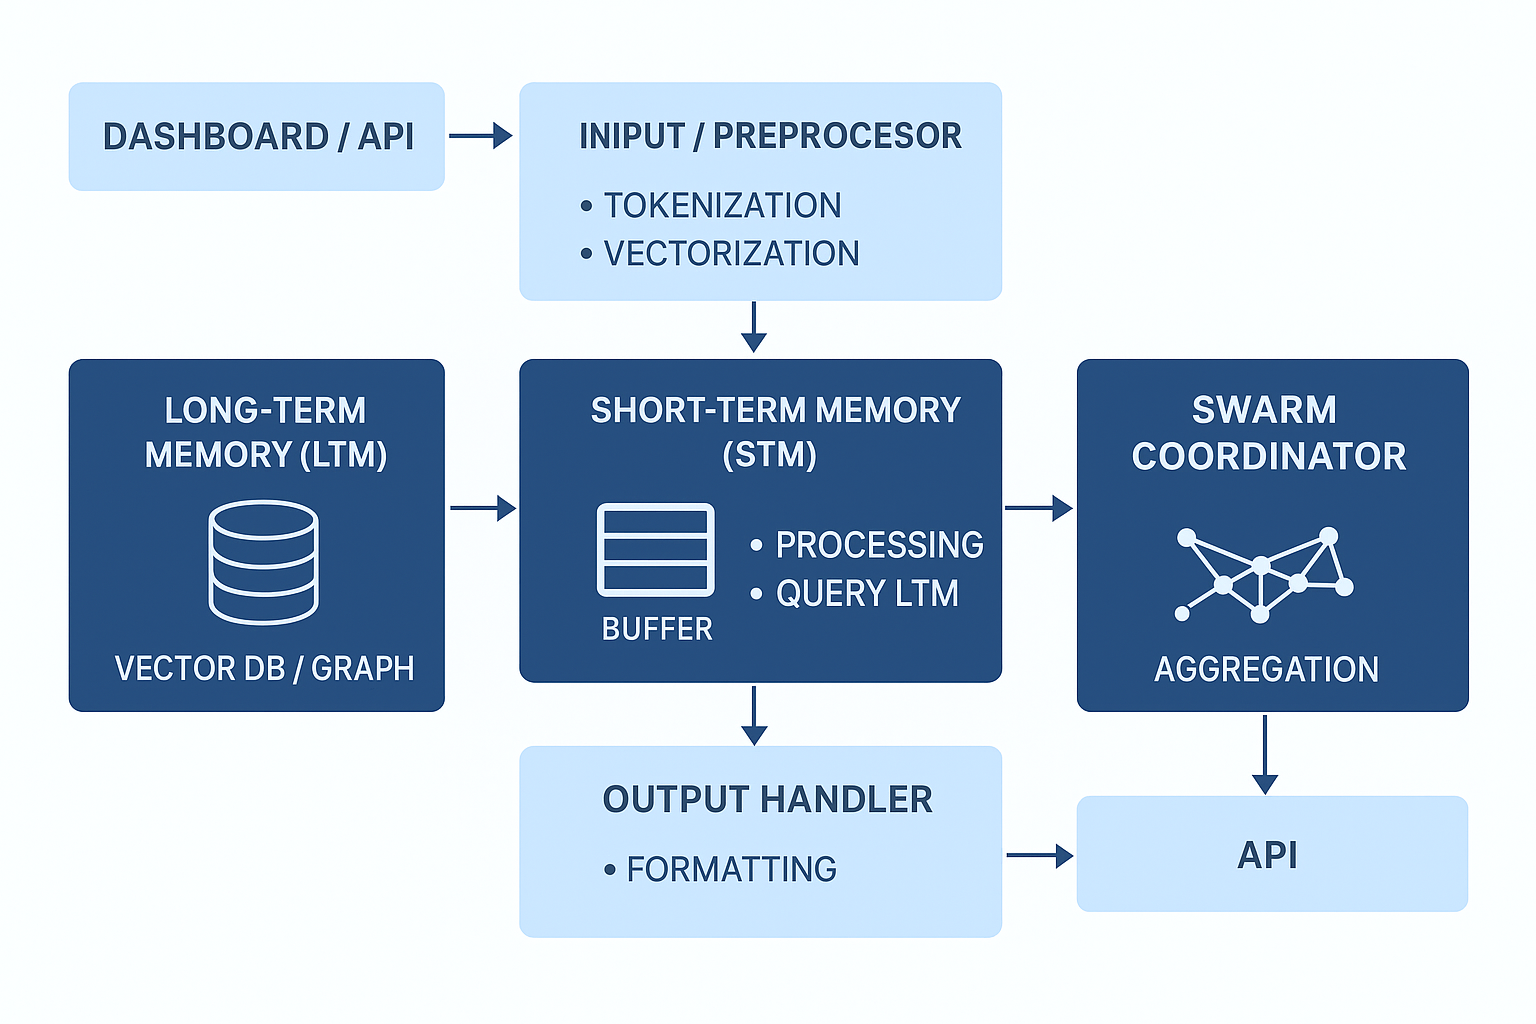 DASHBOARD / API
INIPUT / PREPROCESOR
• TOKENIZATION
• VECTORIZATION
LONG-TERM
MEMORY (LTM)
VECTOR DB / GRAPH
SHORT-TERM MEMORY
(STM)
BUFFER
• PROCESSING
• QUERY LTM
SWARM
COORDINATOR
AGGREGATION
OUTPUT HANDLER
• FORMATTING
API